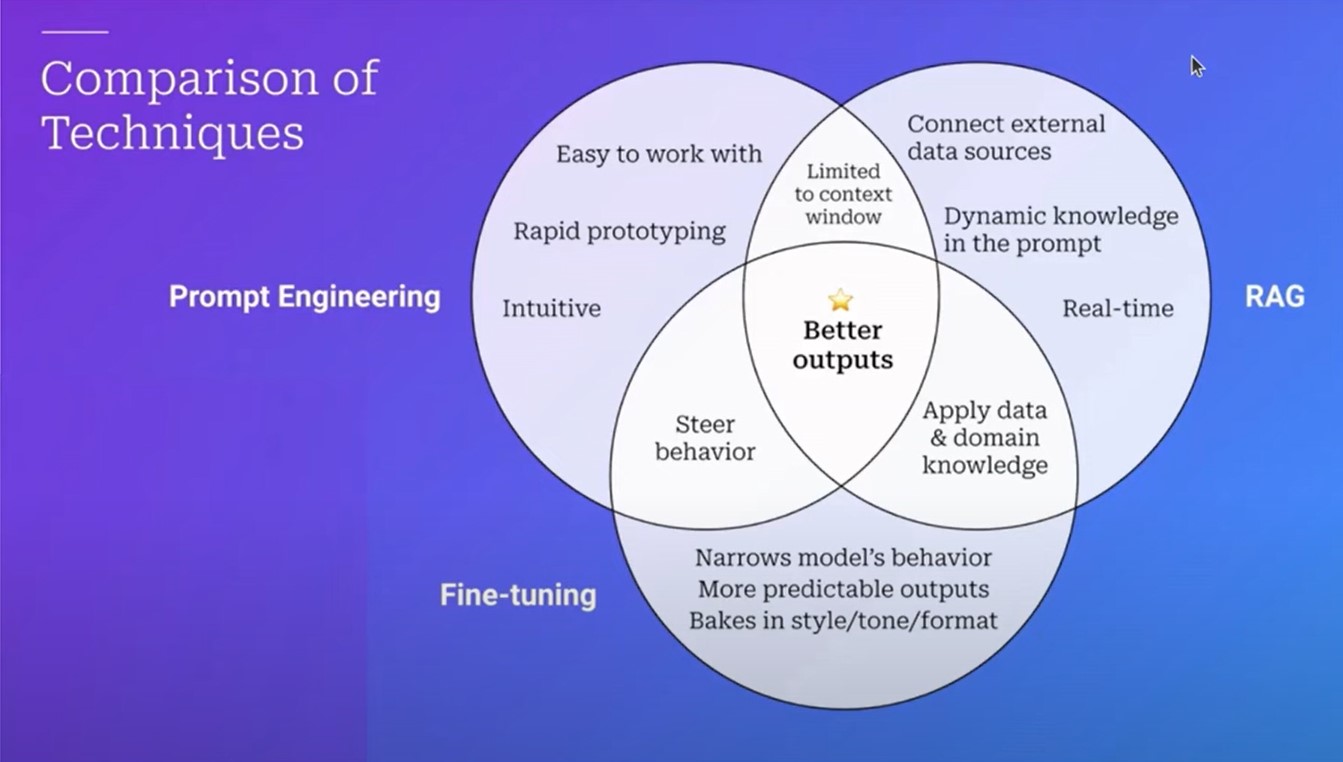 Comparison of
Techniques
Easy to work with
Rapid prototyping
Intuitive
Prompt Engineering
Limited
to context
window
Connect external
data sources
Dynamic knowledge
in the prompt
Real-time
RAG
Better
outputs
Steer
behavior
Apply data
& domain
knowledge
Fine-tuning
Narrows model’s behavior
More predictable outputs
Bakes in style/tone/format